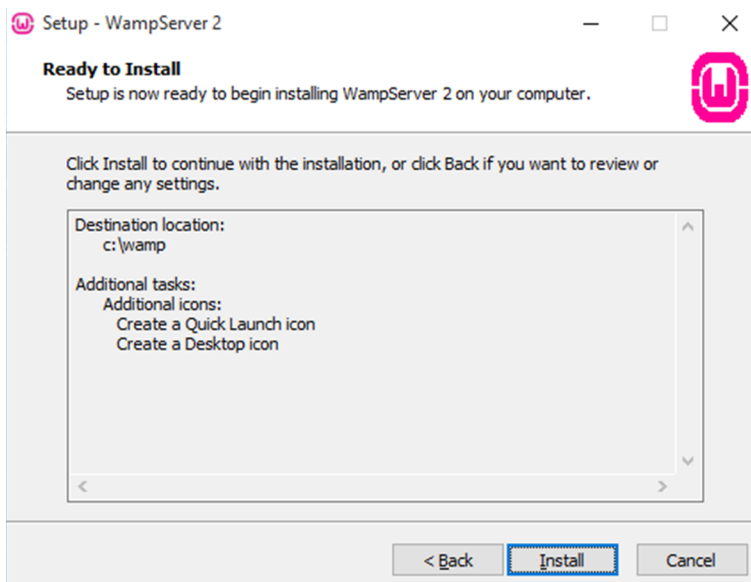 Setup - WampServer 2
Ready to Install
Setup is now ready to begin installing WampServer 2 on your computer.
Click Install to continue with the installation, or click Back if you want to review or
change any settings.
Destination location:
c:\wamp
Additional tasks:
Additional icons:
Create a Quick Launch icon
Create a Desktop icon
< Back
Install
Cancel